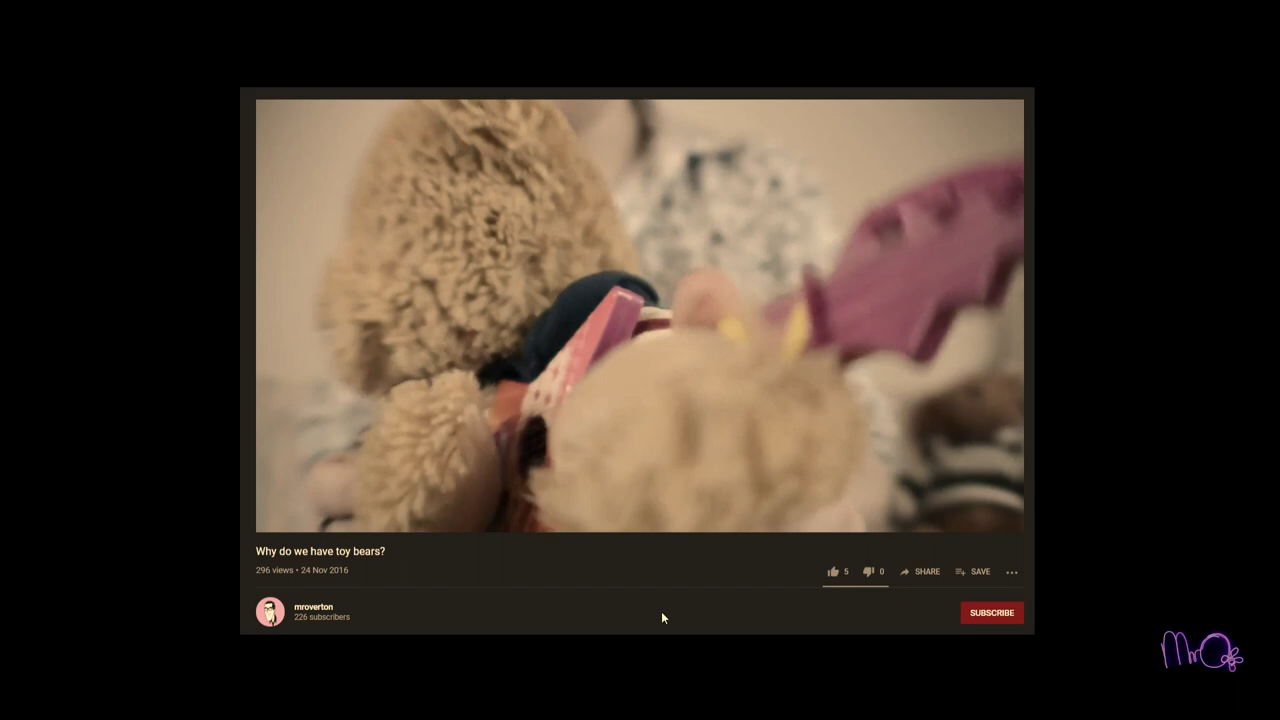 Why do we have toy bears?
296 views • 24 Nov 2016
5 0 SHARE SAVE
mroverton
226 subscribers
SUBSCRIBE
MrO